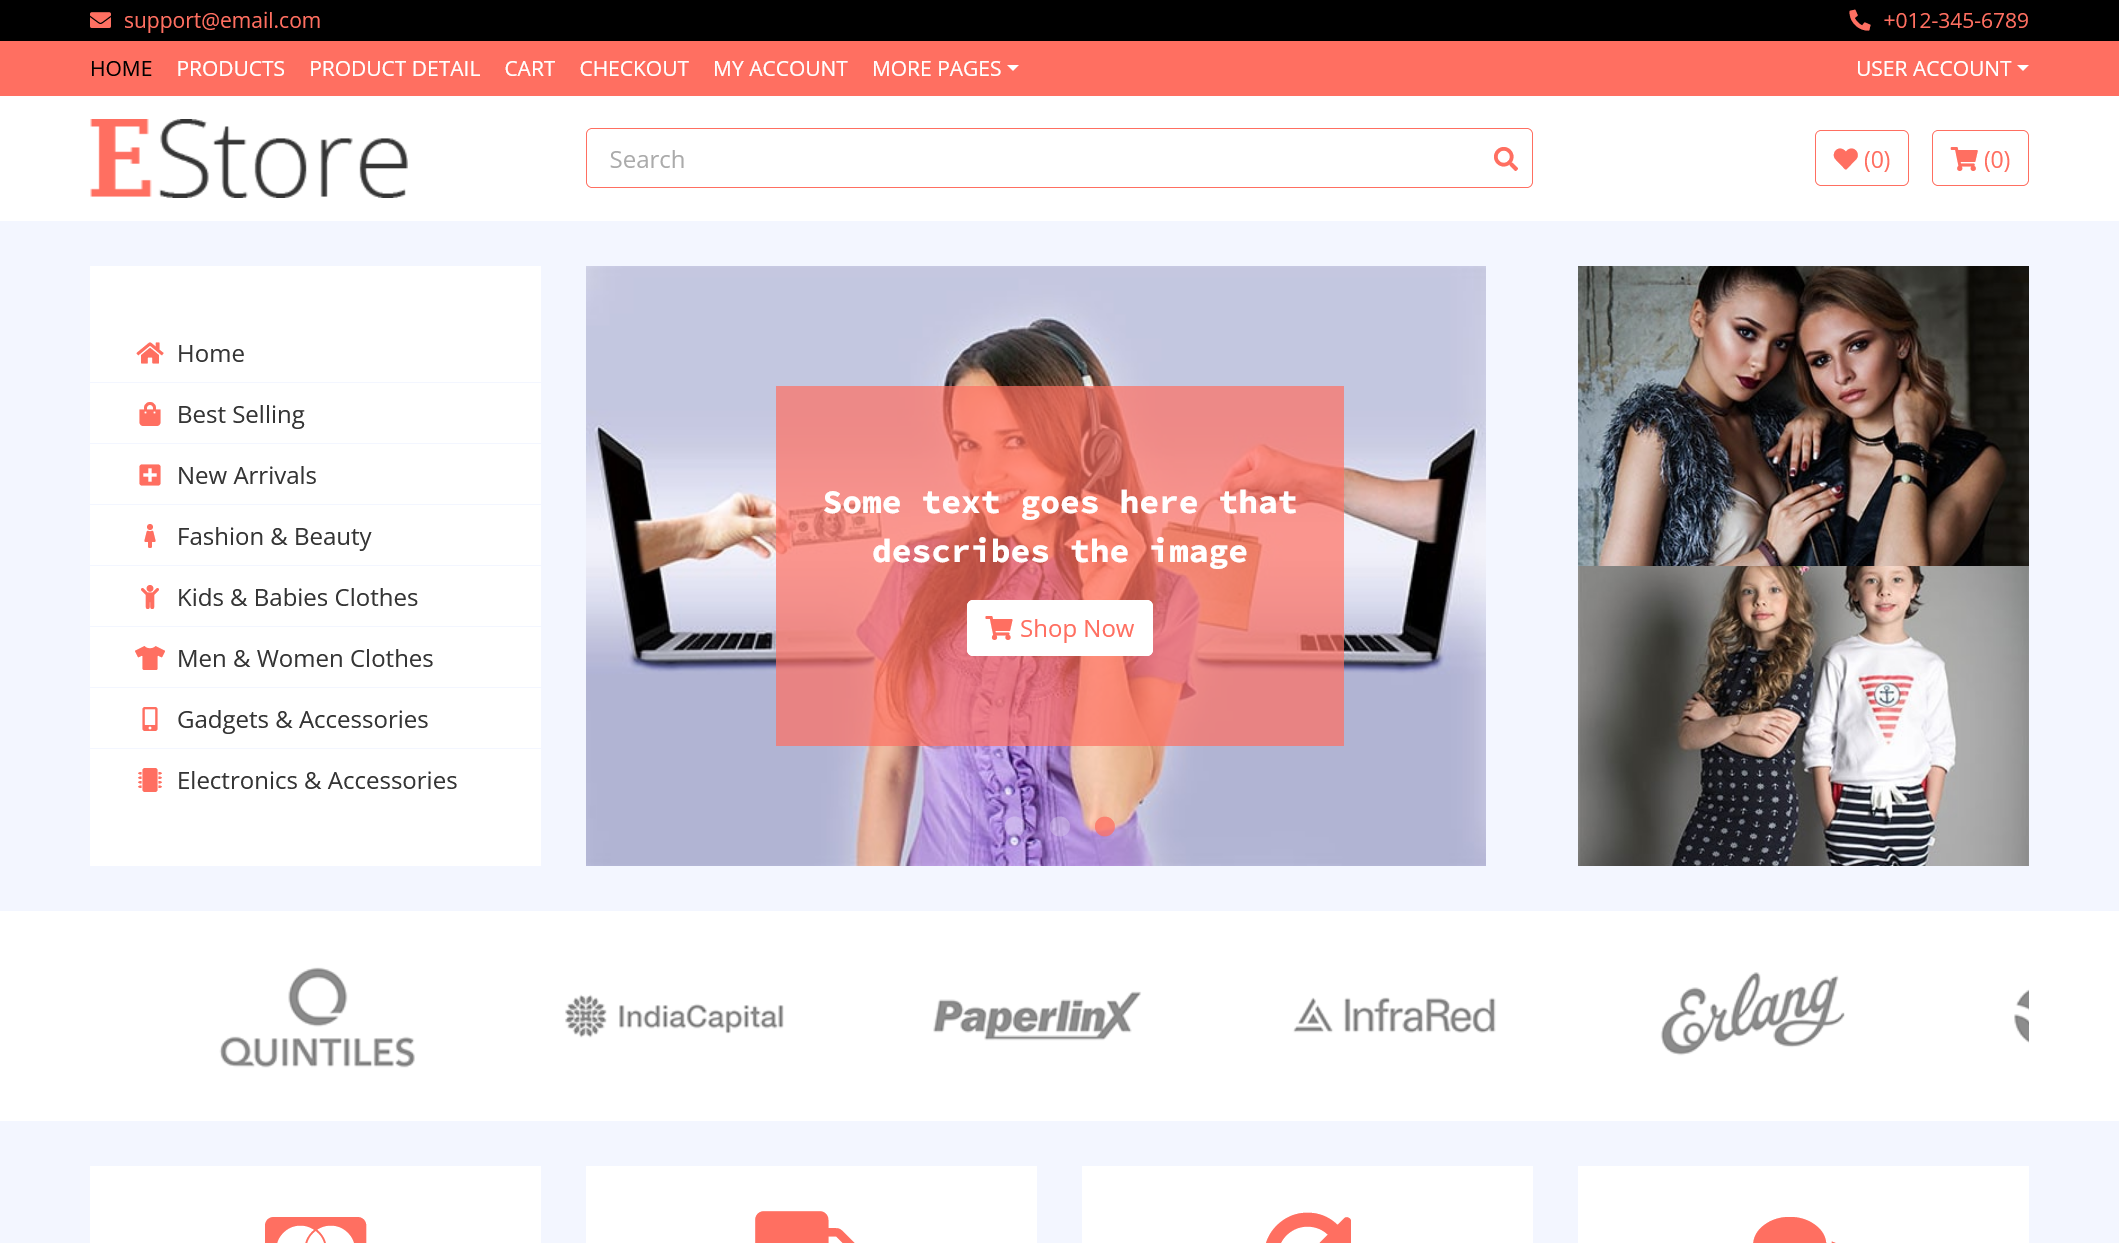 support@email.com
+012-345-6789
HOME PRODUCTS PRODUCT DETAIL CART CHECKOUT MY ACCOUNT MORE PAGES
USER ACCOUNT
EStore
Search
(0)
(0)
Home
Best Selling
New Arrivals
Fashion & Beauty
Kids & Babies Clothes
Men & Women Clothes
Gadgets & Accessories
Electronics & Accessories
Some text goes here that
describes the image
Shop Now
QUINTILES
IndiaCapital
PaperlinX
InfraRed
Erlang